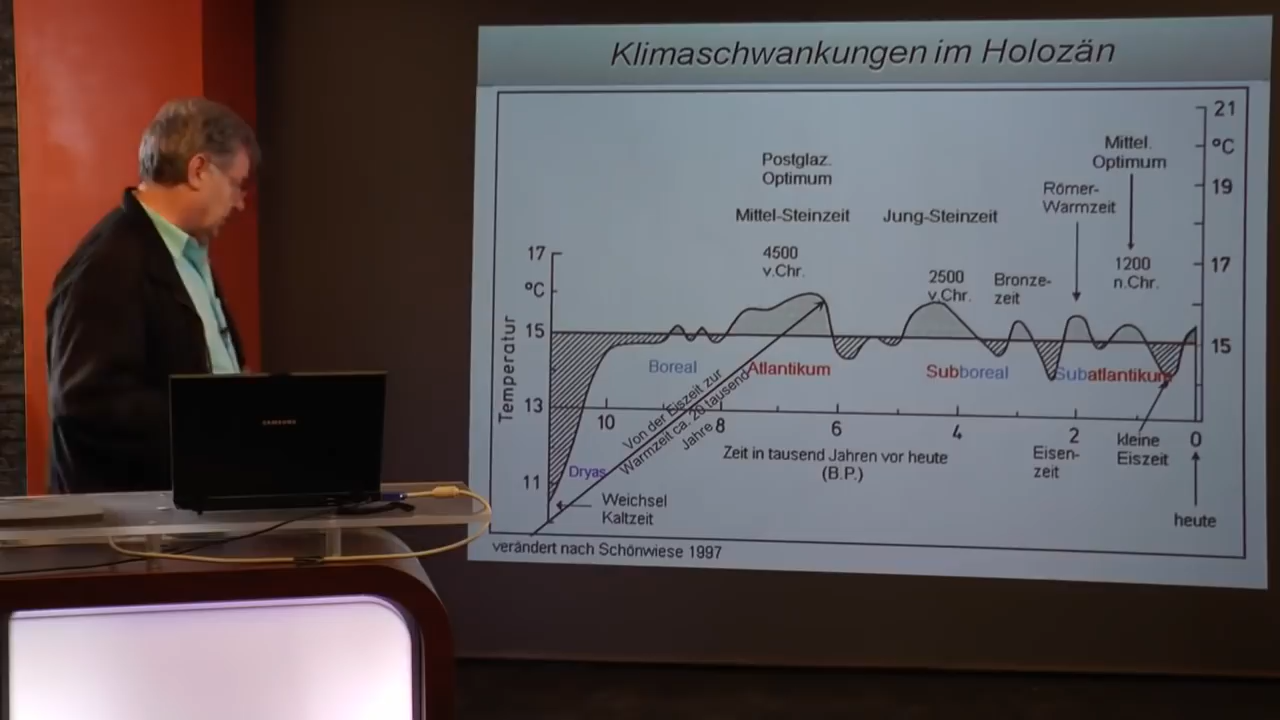 Klimaschwankungen im Holozän
21
°C
Mittel.
Optimum
Postglaz.
Optimum
19
Römer-
Warmzeit
Mittel-Steinzeit
Jung-Steinzeit
17
°C
4500
v.Chr.
2500
v.Chr.
Bronze-
zeit
1200
n.Chr.
17
15
15
Temperatur
Boreal
Atlantikum
Subboreal
Subatlantikum
Von der Eiszeit zur
Warmzeit ca. 20 tausend
Jahre
13
10
8
6
4
2
0
Zeit in tausend Jahren vor heute
(B.P.)
Eisen-
zeit
kleine
Eiszeit
11
Dryas
Weichsel
Kaltzeit
heute
verändert nach Schönwiese 1997
SAMSUNG